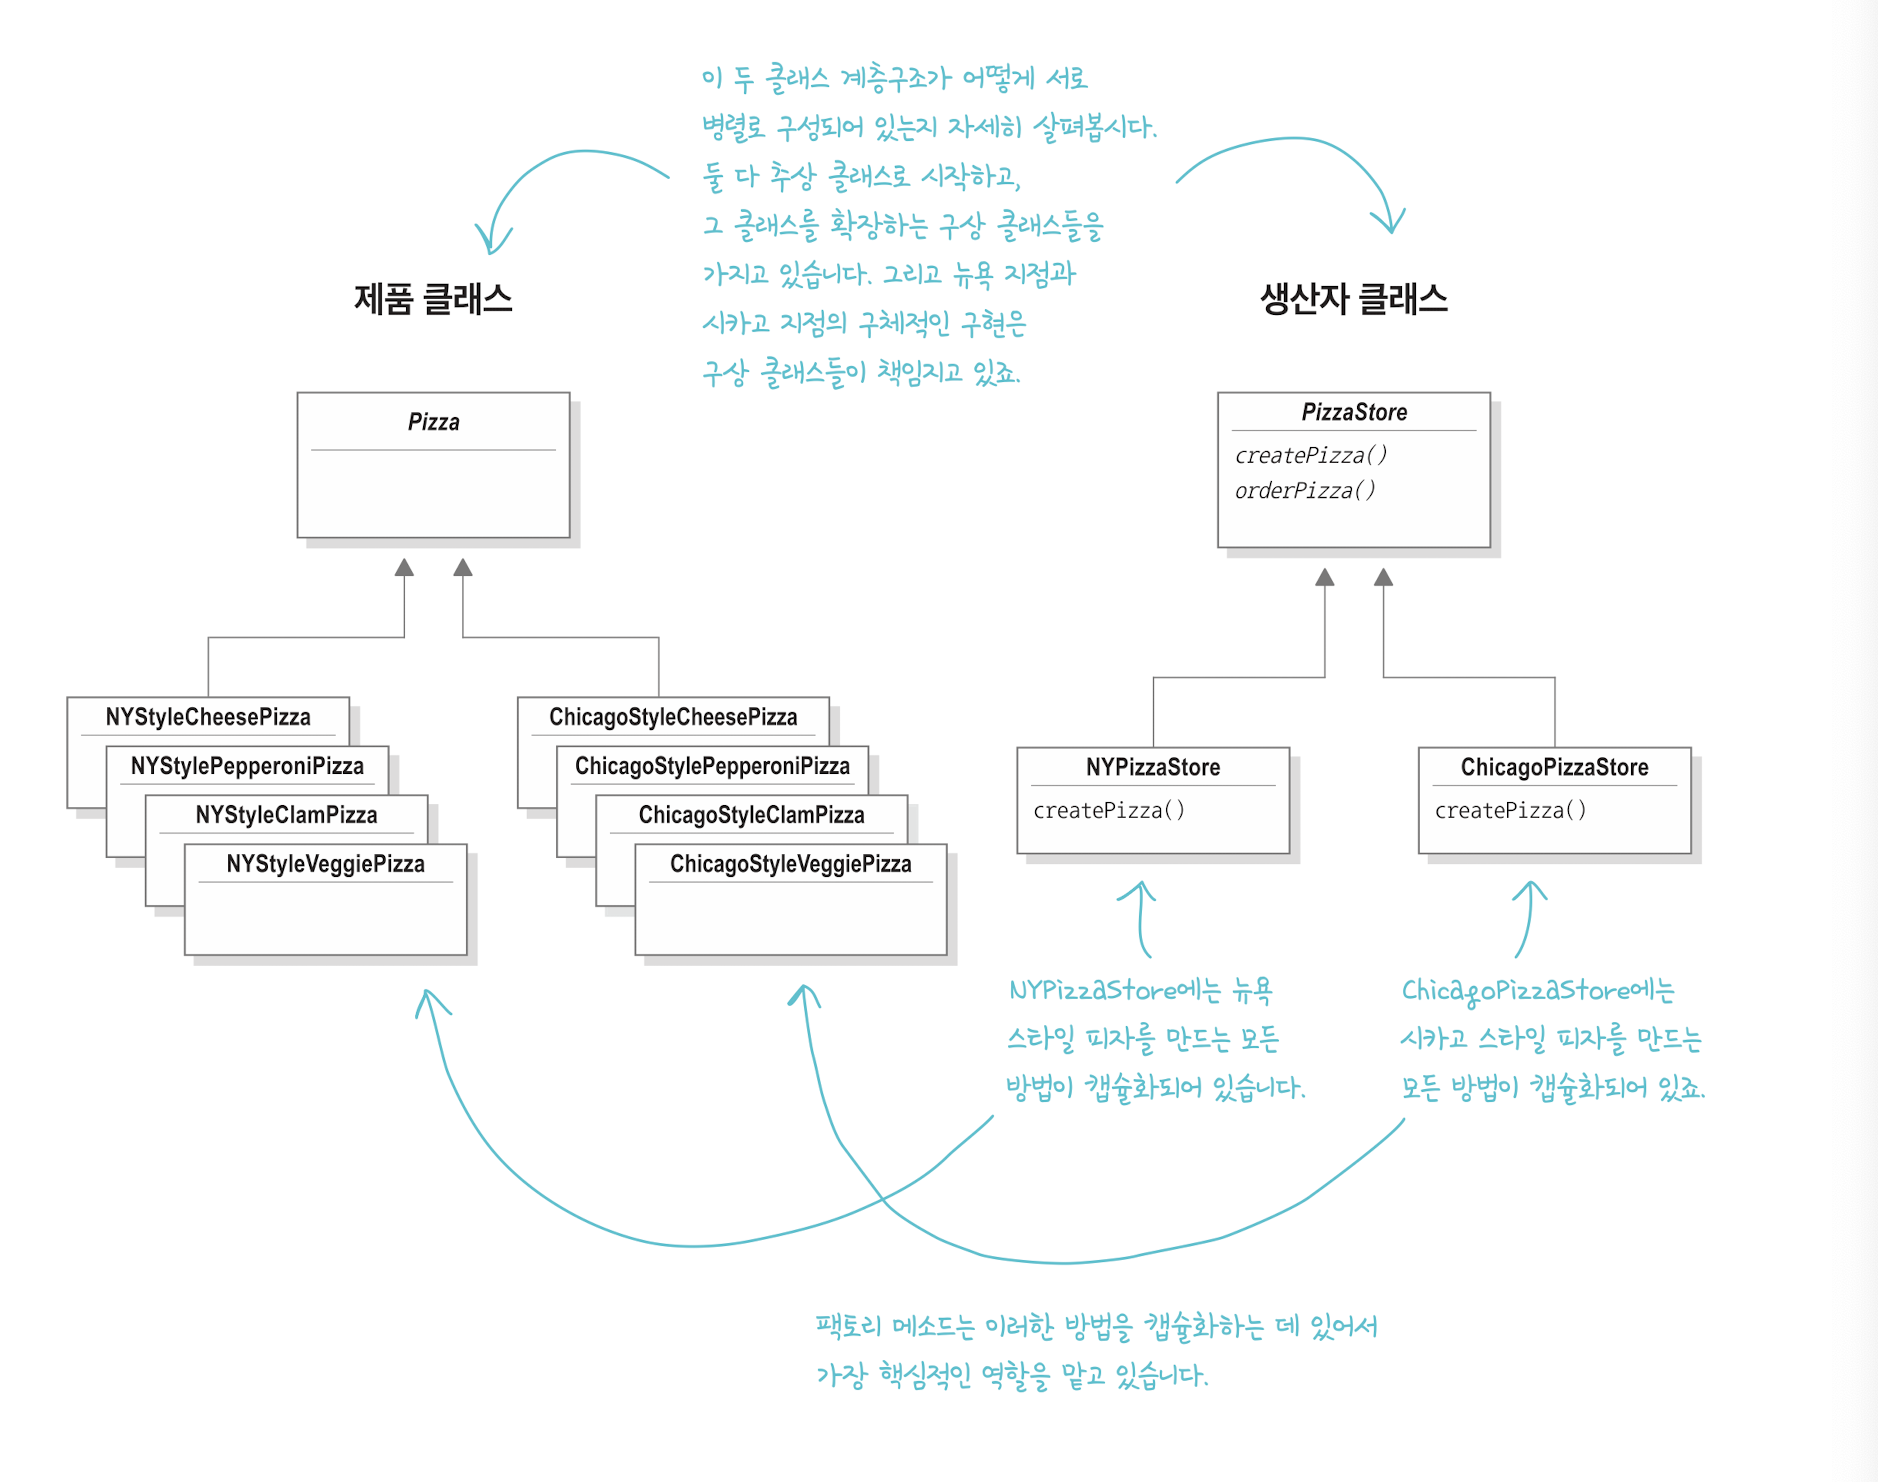 이 두 클래스 계층구조가 어떻게 서로
병렬로 구성되어 있는지 자세히 살펴봅시다.
둘 다 추상 클래스로 시작하고,
그 클래스를 확장하는 구상 클래스들을
가지고 있습니다. 그리고 뉴욕 지점과
시카고 지점의 구체적인 구현은
구상 클래스들이 책임지고 있죠.
제품 클래스
생산자 클래스
Pizza
PizzaStore
createPizza()
orderPizza()
NYStyleCheesePizza
NYStylePepperoniPizza
NYStyleClamPizza
NYStyleVeggiePizza
ChicagoStyleCheesePizza
ChicagoStylePepperoniPizza
ChicagoStyleClamPizza
ChicagoStyleVeggiePizza
NYPizzaStore
createPizza()
ChicagoPizzaStore
createPizza()
NYPizzaStore에는 뉴욕
스타일 피자를 만드는 모든
방법이 캡슐화되어 있습니다.
ChicagoPizzaStore에는
시카고 스타일 피자를 만드는
모든 방법이 캡슐화되어 있죠.
팩토리 메소드는 이러한 방법을 캡슐화하는 데 있어서
가장 핵심적인 역할을 맡고 있습니다.